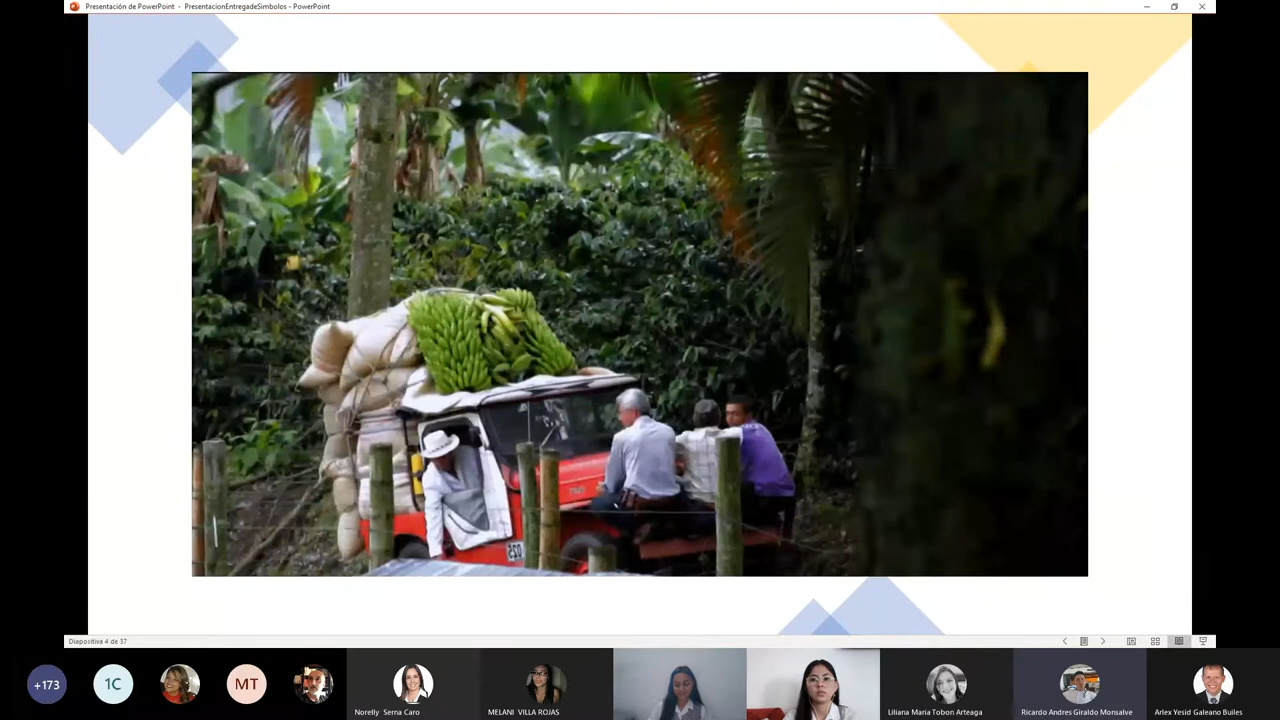 Presentación de PowerPoint - PresentacionEntregadeSimbolos - PowerPoint
025
Diapositiva 4 de 37
+173
1C
MT
Norelly Serna Caro
MELANI VILLA ROJAS
Liliana Maria Tobon Arteaga
Ricardo Andres Giraldo Monsalve
Arlex Yesid Galeano Builes